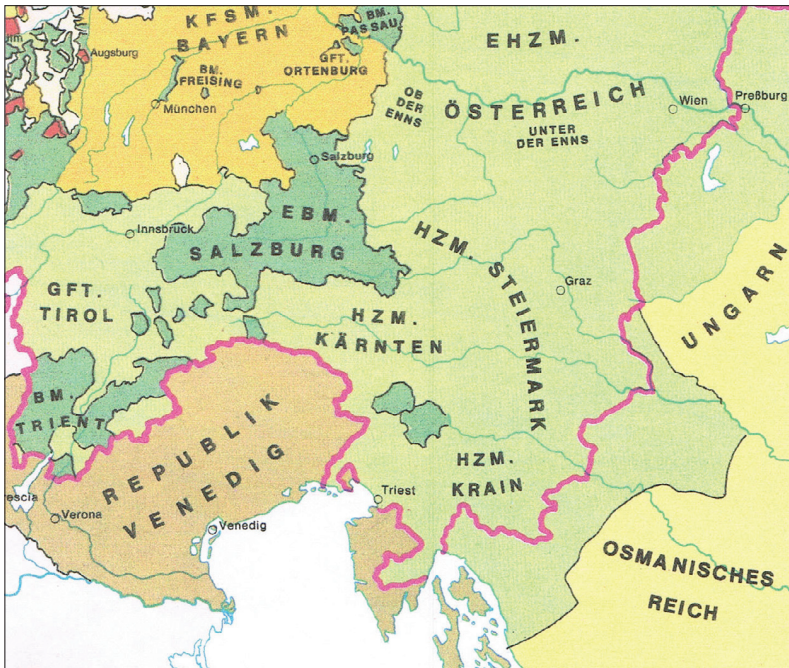 KFSM.
BAYERN
BM.
PASSAU
EHZM.
Augsburg
BM.
FREISING
GFT.
ORTENBURG
München
OB
DER
ENNS
ÖSTERREICH
UNTER
DER ENNS
Wien
Preßburg
Salzburg
EBM.
SALZBURG
Innsbruck
HZM. STEIERMARK
Graz
UNGARN
GFT.
TIROL
HZM.
KÄRNTEN
BM.
TRIENT
REPUBLIK
VENEDIG
HZM.
KRAIN
Triest
rescia
Verona
Venedig
OSMANISCHES
REICH